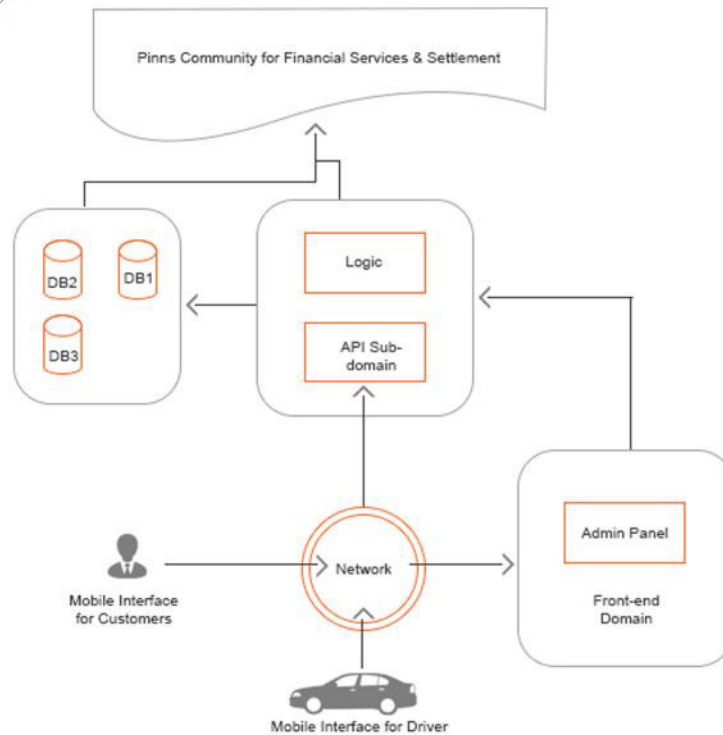 Pinns Community for Financial Services & Settlement
DB2
DB1
DB3
Logic
API Sub-
domain
Admin Panel
Front-end
Domain
Network
Mobile Interface
for Customers
Mobile Interface for Driver